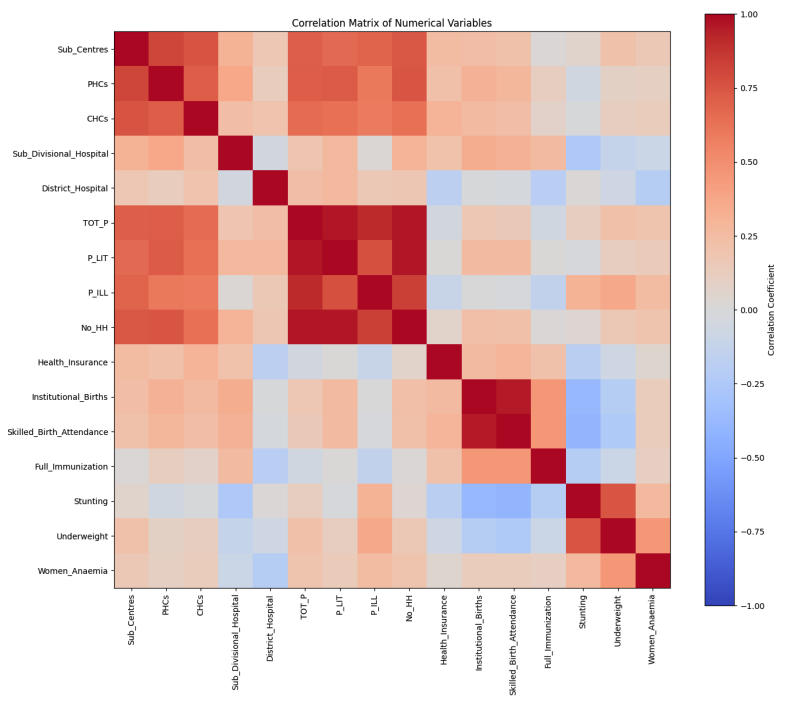 Correlation Matrix of Numerical Variables
Sub_Centres
PHCs
CHCs
Sub_Divisional_Hospital
District_Hospital
TOT_P
P_LIT
P_ILL
No_HH
Health_Insurance
Institutional_Births
Skilled_Birth_Attendance
Full_Immunization
Stunting
Underweight
Women_Anaemia
Sub_Centres
PHCs
CHCs
Sub_Divisional_Hospital
District_Hospital
TOT_P
P_LIT
P_ILL
No_HH
Health_Insurance
Institutional_Births
Skilled_Birth_Attendance
Full_Immunization
Stunting
Underweight
Women_Anaemia
1.00
0.75
0.50
0.25
0.00
−0.25
−0.50
−0.75
−1.00
Correlation Coefficient